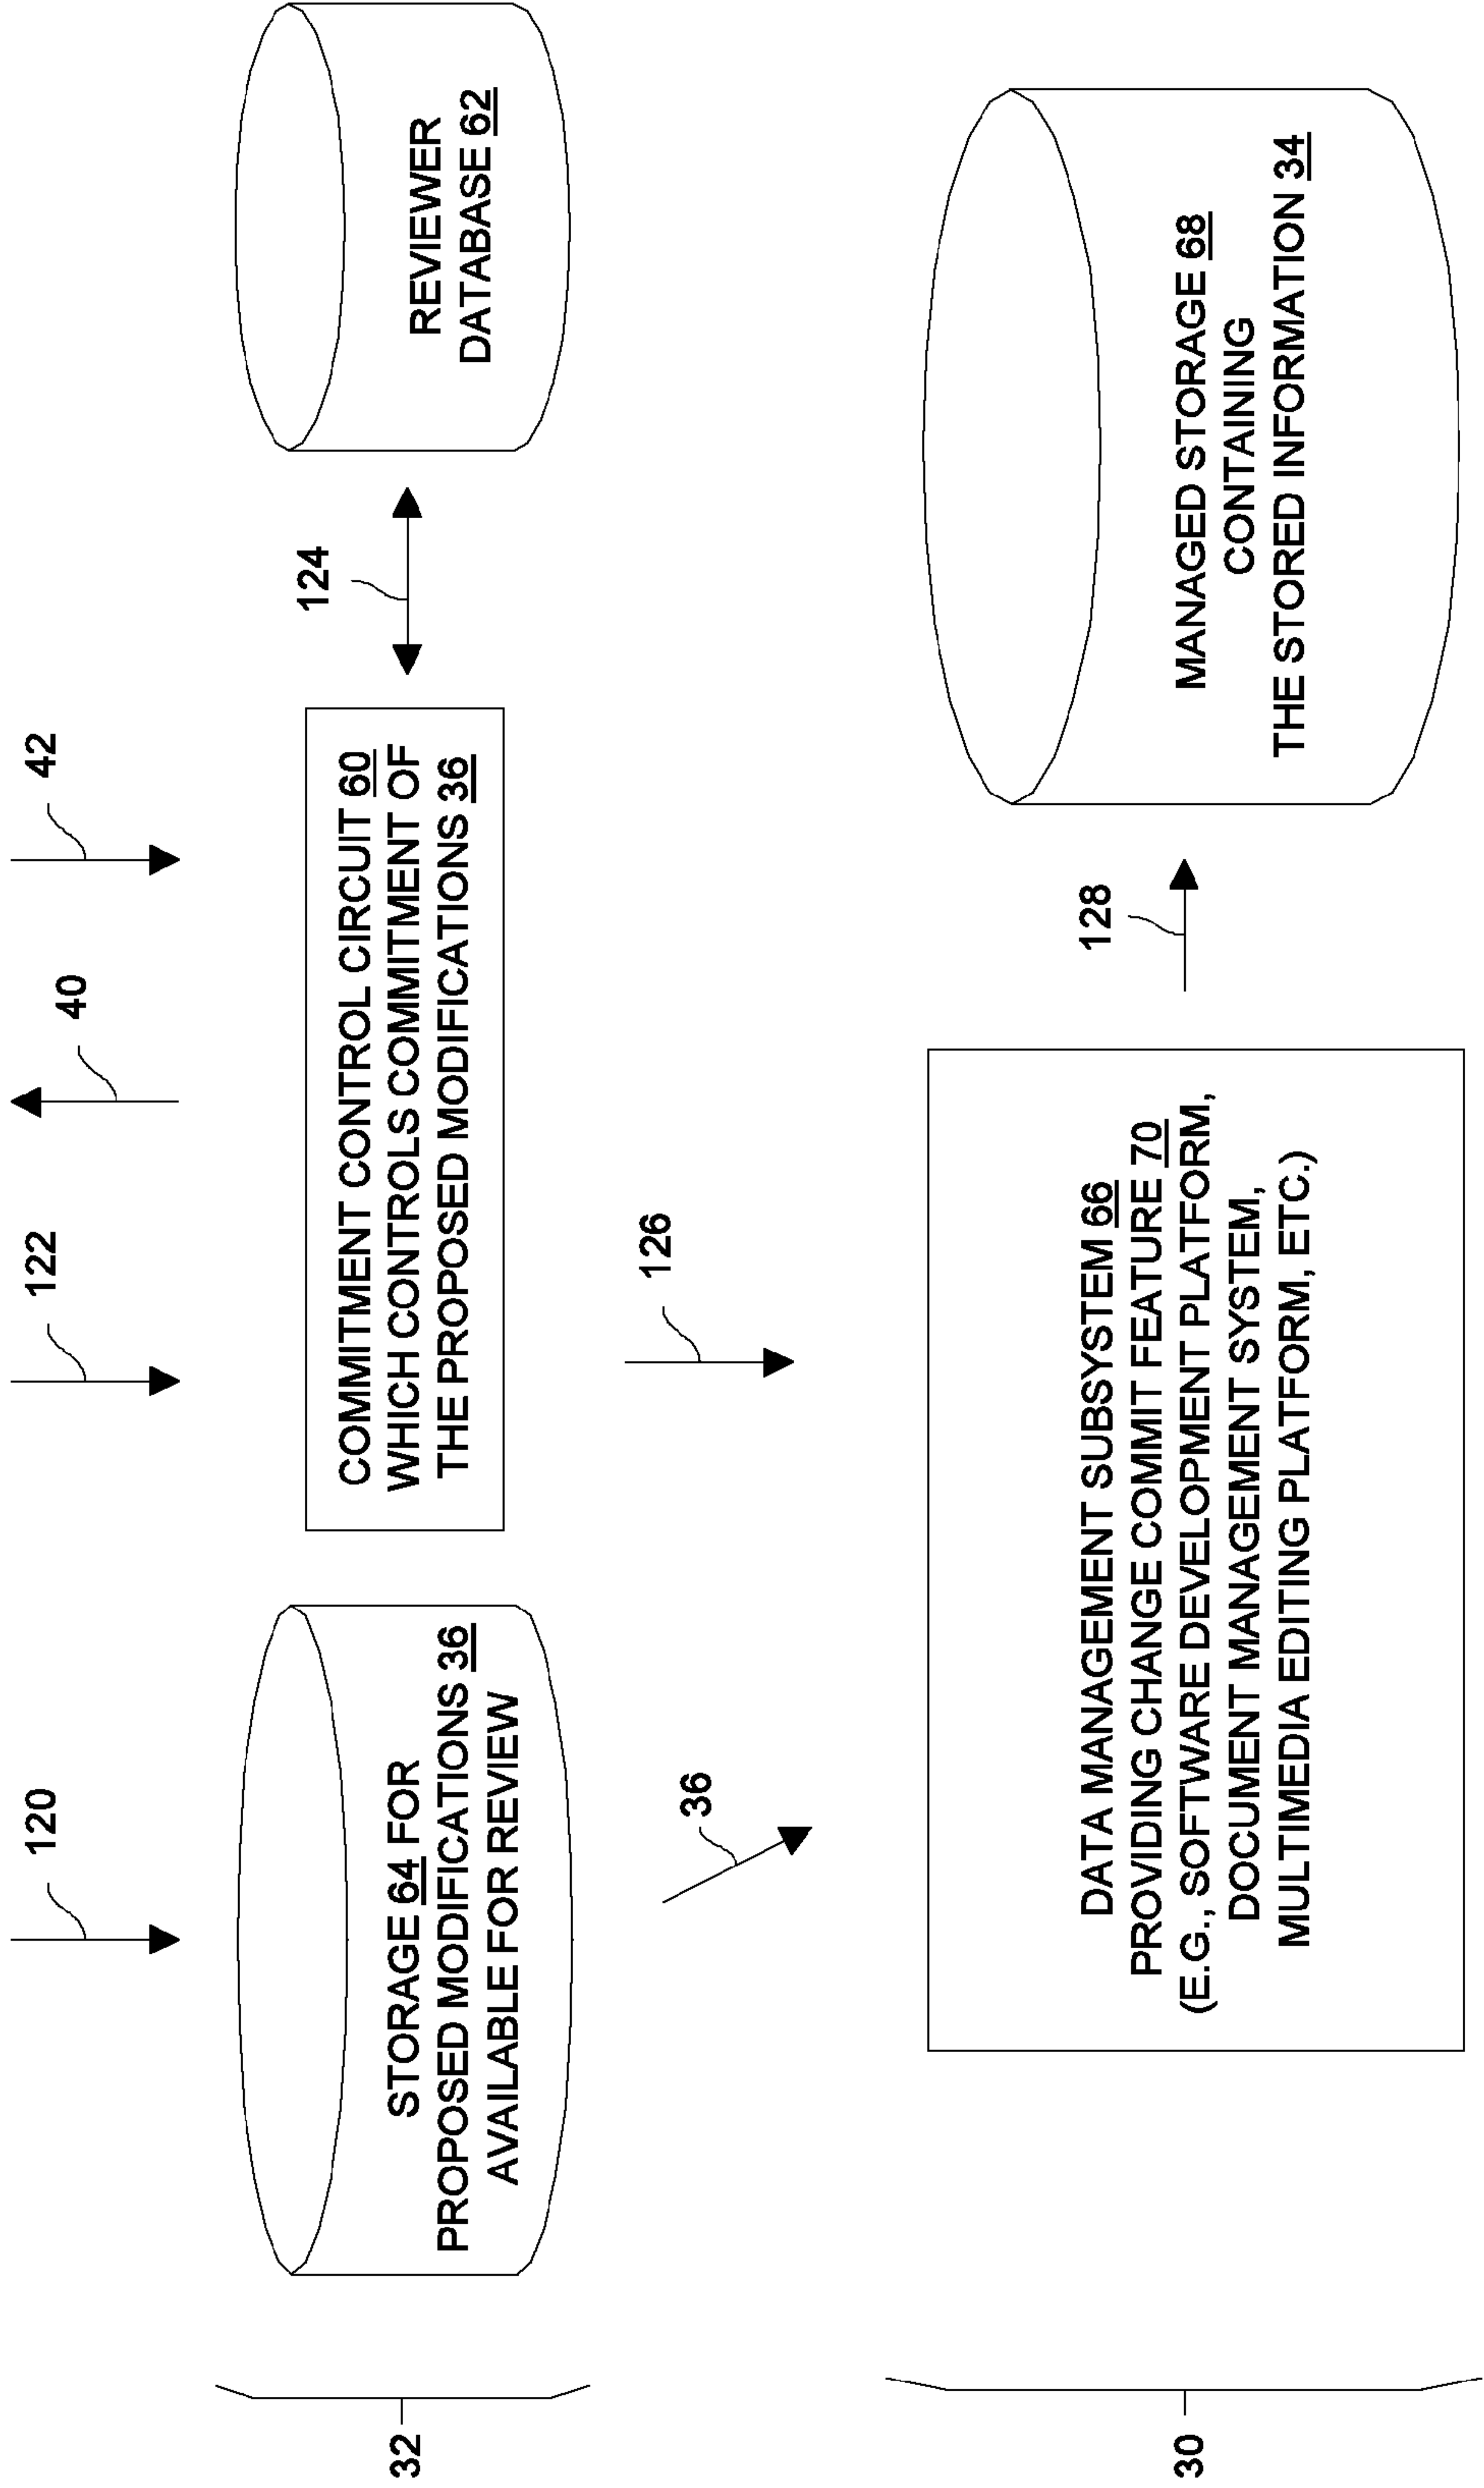 120
122
40
42
32
STORAGE 64 FOR
PROPOSED MODIFICATIONS 36
AVAILABLE FOR REVIEW
COMMITMENT CONTROL CIRCUIT 60
WHICH CONTROLS COMMITMENT OF
THE PROPOSED MODIFICATIONS 36
124
REVIEWER
DATABASE 62
36
126
30
DATA MANAGEMENT SUBSYSTEM 66
PROVIDING CHANGE COMMIT FEATURE 70
(E.G., SOFTWARE DEVELOPMENT PLATFORM,
DOCUMENT MANAGEMENT SYSTEM,
MULTIMEDIA EDITING PLATFORM, ETC.)
128
MANAGED STORAGE 68
CONTAINING
THE STORED INFORMATION 34